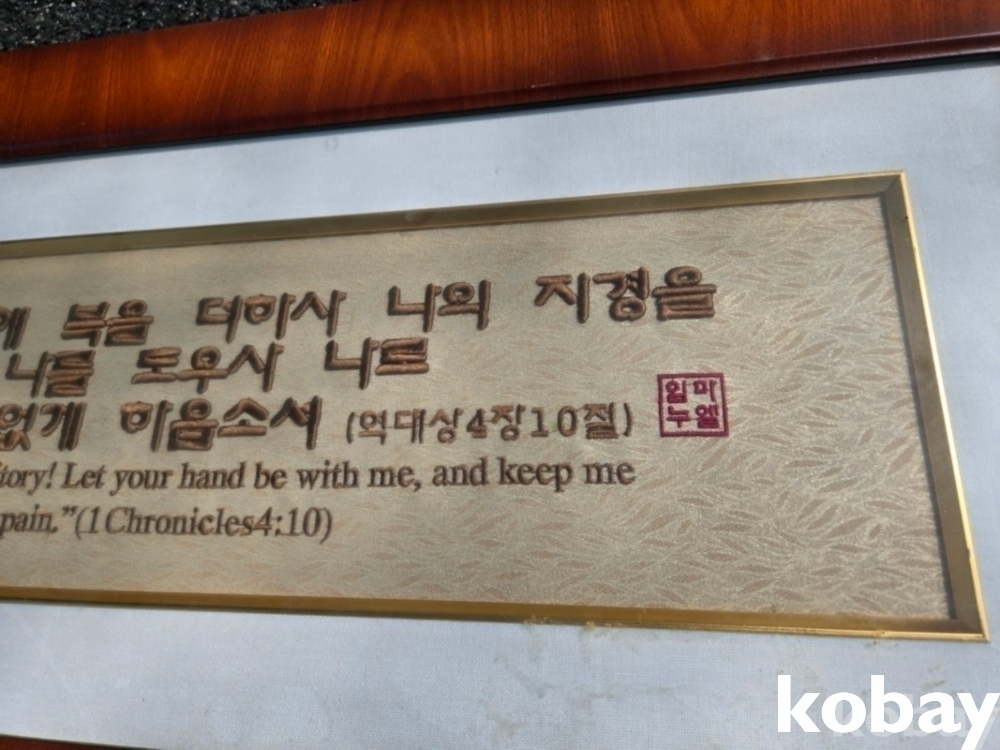 복을 더하사 나의 지경을
나를 도우사 나로
없게 하옵소서 (역대상4장10절)
임마
누엘
tory! Let your hand be with me, and keep me
pain."(1Chronicles4:10)
kobay